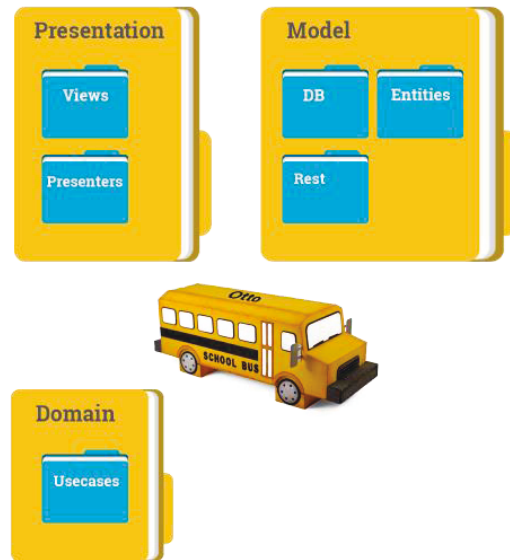 Presentation
Views
Presenters
Model
DB
Entities
Rest
Otto
SCHOOL BUS
Domain
Usecases